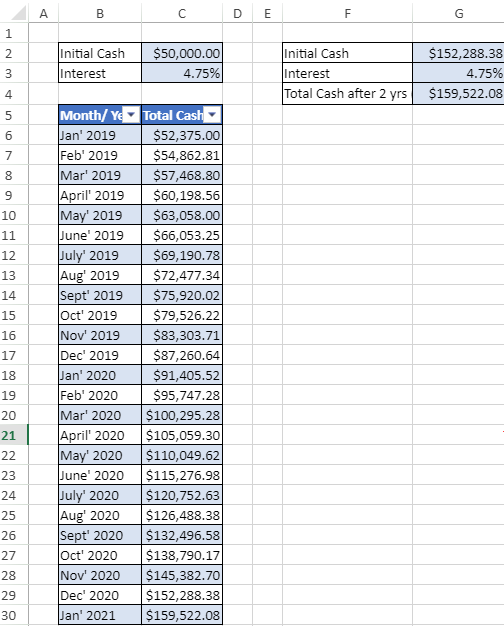 A B C D E F G
1
2 Initial Cash $50,000.00 Initial Cash $152,288.38
3 Interest 4.75% Interest 4.75%
4 Total Cash after 2 yrs $159,522.08
5 Month/ Ye Total Cash
6 Jan' 2019 $52,375.00
7 Feb' 2019 $54,862.81
8 Mar' 2019 $57,468.80
9 April' 2019 $60,198.56
10 May' 2019 $63,058.00
11 June' 2019 $66,053.25
12 July' 2019 $69,190.78
13 Aug' 2019 $72,477.34
14 Sept' 2019 $75,920.02
15 Oct' 2019 $79,526.22
16 Nov' 2019 $83,303.71
17 Dec' 2019 $87,260.64
18 Jan' 2020 $91,405.52
19 Feb' 2020 $95,747.28
20 Mar' 2020 $100,295.28
21 April' 2020 $105,059.30
22 May' 2020 $110,049.62
23 June' 2020 $115,276.98
24 July' 2020 $120,752.63
25 Aug' 2020 $126,488.38
26 Sept' 2020 $132,496.58
27 Oct' 2020 $138,790.17
28 Nov' 2020 $145,382.70
29 Dec' 2020 $152,288.38
30 Jan' 2021 $159,522.08